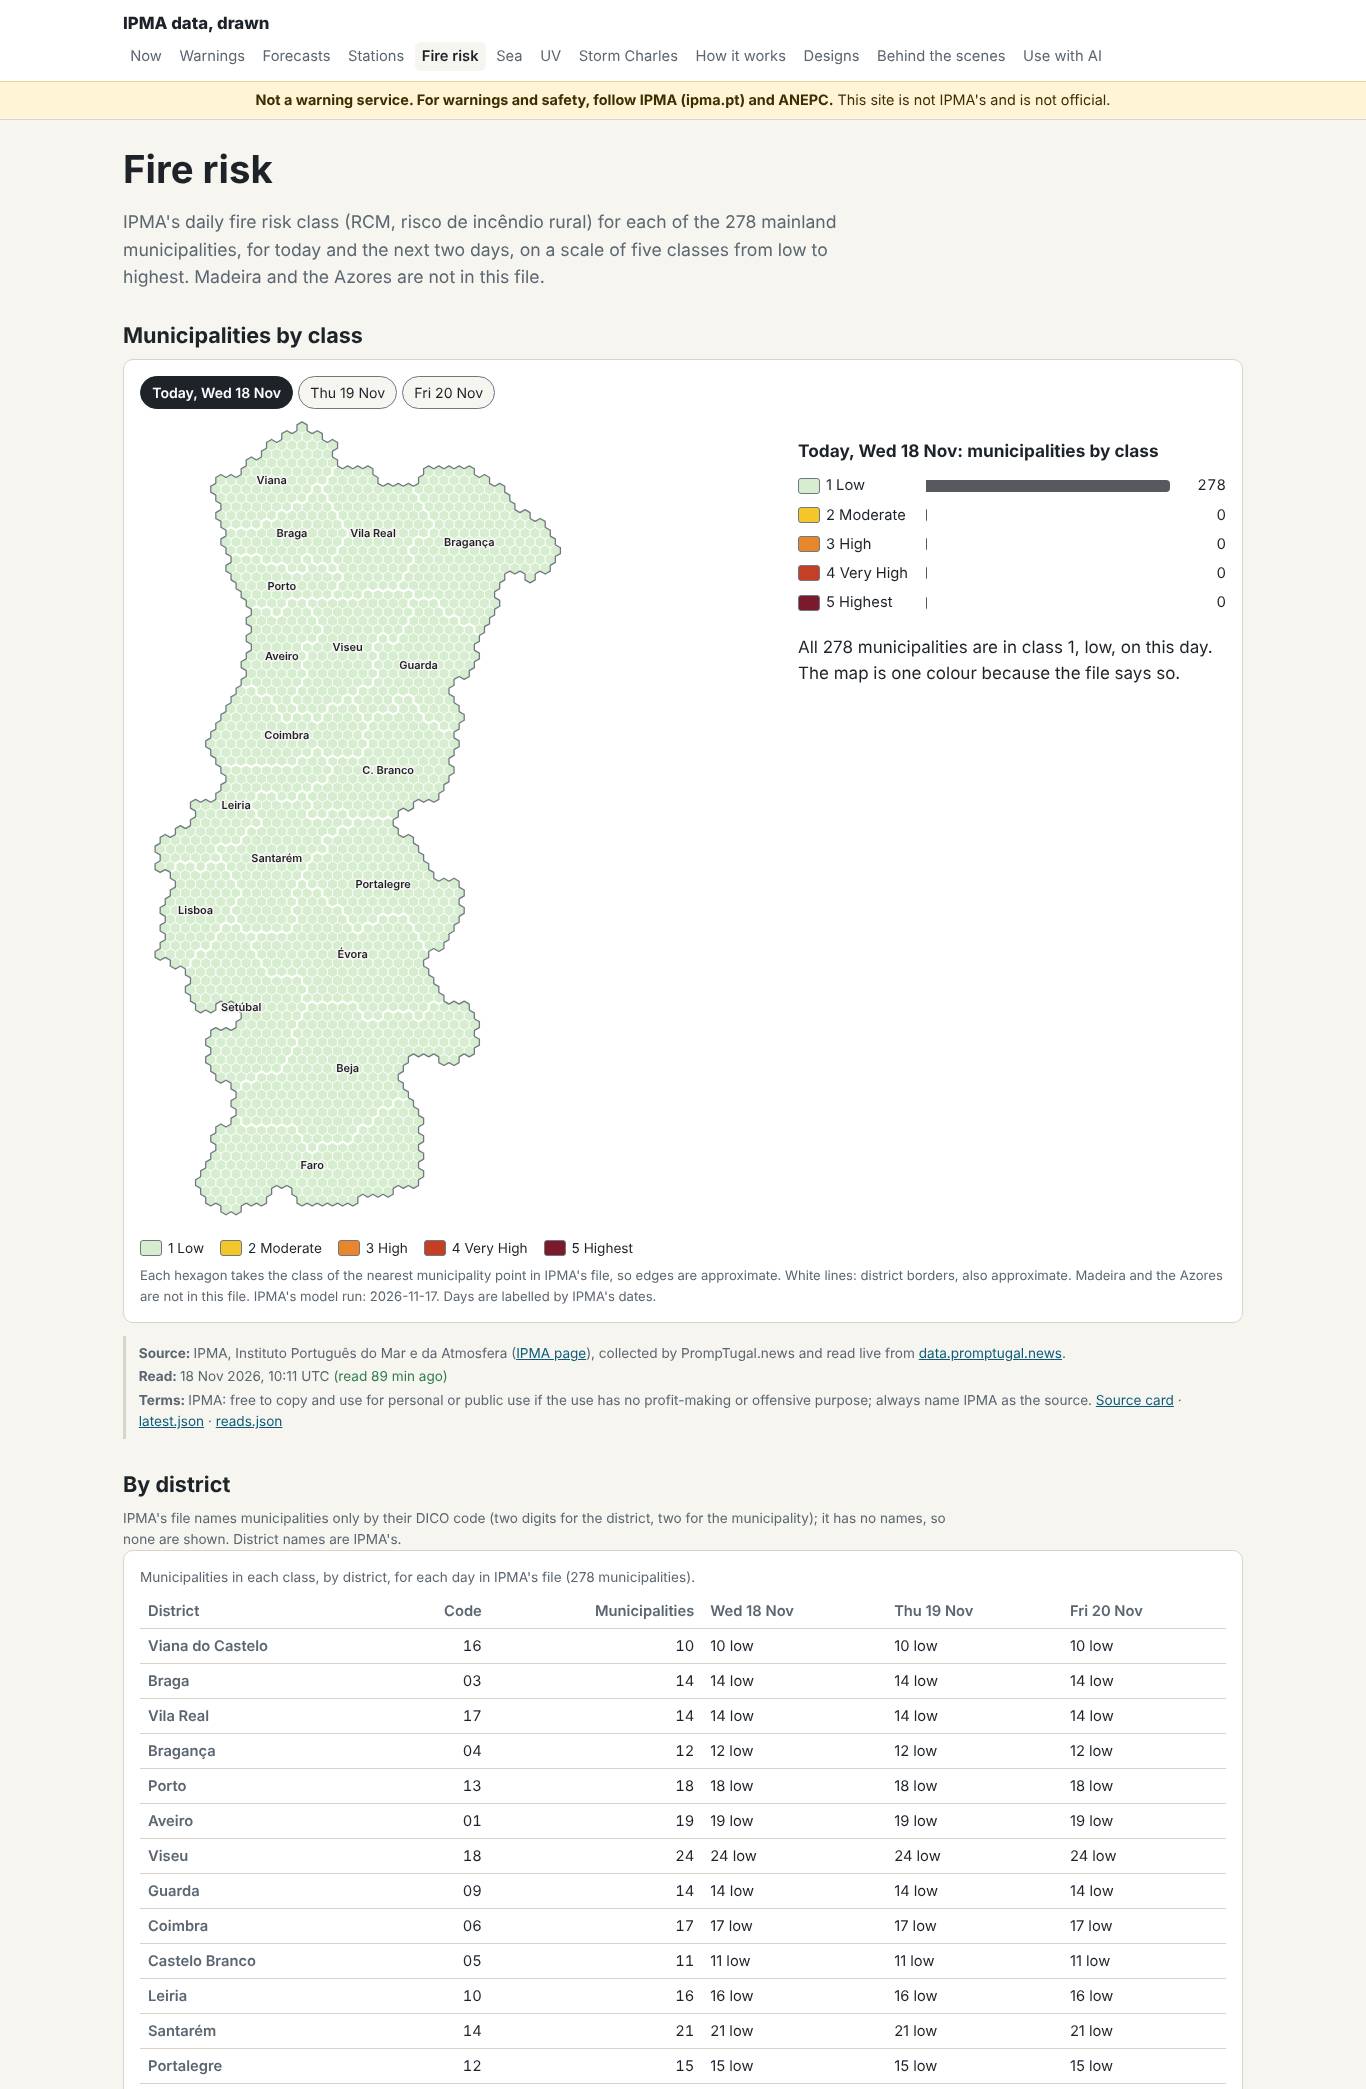 IPMA data, drawn
Now Warnings Forecasts Stations Fire risk Sea UV Storm Charles How it works Designs Behind the scenes Use with AI
Not a warning service. For warnings and safety, follow IPMA (ipma.pt) and ANEPC. This site is not IPMA's and is not official.
Fire risk
IPMA's daily fire risk class (RCM, risco de incêndio rural) for each of the 278 mainland
municipalities, for today and the next two days, on a scale of five classes from low to
highest. Madeira and the Azores are not in this file.
Municipalities by class
Today, Wed 18 Nov Thu 19 Nov Fri 20 Nov
Viana
Braga Vila Real
Bragança
Porto
Viseu
Aveiro
Guarda
Coimbra
C. Branco
Leiria
Santarém
Portalegre
Lisboa
Évora
Setúbal
Beja
Faro
Today, Wed 18 Nov: municipalities by class
1 Low 278
2 Moderate 0
3 High 0
4 Very High 0
5 Highest 0
All 278 municipalities are in class 1, low, on this day.
The map is one colour because the file says so.
1 Low 2 Moderate 3 High 4 Very High 5 Highest
Each hexagon takes the class of the nearest municipality point in IPMA's file, so edges are approximate. White lines: district borders, also approximate. Madeira and the Azores
are not in this file. IPMA's model run: 2026-11-17. Days are labelled by IPMA's dates.
Source: IPMA, Instituto Português do Mar e da Atmosfera (IPMA page), collected by PrompTugal.news and read live from data.promptugal.news.
Read: 18 Nov 2026, 10:11 UTC (read 89 min ago)
Terms: IPMA: free to copy and use for personal or public use if the use has no profit-making or offensive purpose; always name IPMA as the source. Source card ·
latest.json · reads.json
By district
IPMA's file names municipalities only by their DICO code (two digits for the district, two for the municipality); it has no names, so
none are shown. District names are IPMA's.
Municipalities in each class, by district, for each day in IPMA's file (278 municipalities).
District Code Municipalities Wed 18 Nov Thu 19 Nov Fri 20 Nov
Viana do Castelo 16 10 10 low 10 low 10 low
Braga 03 14 14 low 14 low 14 low
Vila Real 17 14 14 low 14 low 14 low
Bragança 04 12 12 low 12 low 12 low
Porto 13 18 18 low 18 low 18 low
Aveiro 01 19 19 low 19 low 19 low
Viseu 18 24 24 low 24 low 24 low
Guarda 09 14 14 low 14 low 14 low
Coimbra 06 17 17 low 17 low 17 low
Castelo Branco 05 11 11 low 11 low 11 low
Leiria 10 16 16 low 16 low 16 low
Santarém 14 21 21 low 21 low 21 low
Portalegre 12 15 15 low 15 low 15 low